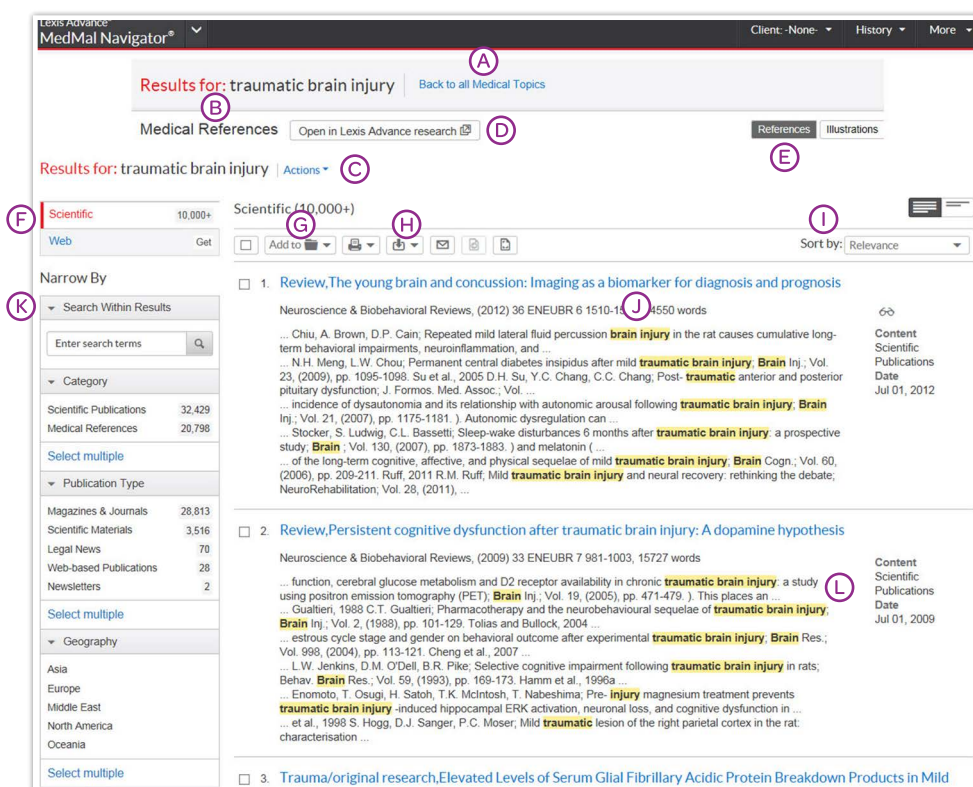 Lexis Advance®
MedMal Navigator®
Client: -None-
History
More
A
Results for: traumatic brain injury
Back to all Medical Topics
B
Medical References
Open in Lexis Advance research
D
References
Illustrations
E
Results for: traumatic brain injury
Actions
C
F
Scientific 10,000+
Web Get
Scientific (10,000+)
G
H
I
Add to
Sort by: Relevance
Narrow By
K
Search Within Results
Enter search terms
Category
Scientific Publications 32,429
Medical References 20,798
Select multiple
Publication Type
Magazines & Journals 28,813
Scientific Materials 3,516
Legal News 70
Web-based Publications 28
Newsletters 2
Select multiple
Geography
Asia
Europe
Middle East
North America
Oceania
Select multiple
1. Review,The young brain and concussion: Imaging as a biomarker for diagnosis and prognosis
Neuroscience & Biobehavioral Reviews, (2012) 36 ENEUBR 6 1510-15 4550 words
J
... Chiu, A. Brown, D.P. Cain; Repeated mild lateral fluid percussion brain injury in the rat causes cumulative long-
term behavioral impairments, neuroinflammation, and ...
... N.H. Meng, L.W. Chou; Permanent central diabetes insipidus after mild traumatic brain injury; Brain Inj.; Vol.
23, (2009), pp. 1095-1098. Su et al., 2005 D.H. Su, Y.C. Chang, C.C. Chang; Post- traumatic anterior and posterior
pituitary dysfunction; J. Formos. Med. Assoc.; Vol. ...
... incidence of dysautonomia and its relationship with autonomic arousal following traumatic brain injury; Brain
Inj.; Vol. 21, (2007), pp. 1175-1181. ). Autonomic dysregulation can ...
... Stocker, S. Ludwig, C.L. Bassetti; Sleep-wake disturbances 6 months after traumatic brain injury: a prospective
study; Brain ; Vol. 130, (2007), pp. 1873-1883. ) and melatonin ( ...
... of the long-term cognitive, affective, and physical sequelae of mild traumatic brain injury; Brain Cogn.; Vol. 60,
(2006), pp. 209-211. Ruff, 2011 R.M. Ruff; Mild traumatic brain injury and neural recovery: rethinking the debate;
NeuroRehabilitation; Vol. 28, (2011), ...
Content
Scientific
Publications
Date
Jul 01, 2012
2. Review,Persistent cognitive dysfunction after traumatic brain injury: A dopamine hypothesis
Neuroscience & Biobehavioral Reviews, (2009) 33 ENEUBR 7 981-1003, 15727 words
... function, cerebral glucose metabolism and D2 receptor availability in chronic traumatic brain injury: a study
using positron emission tomography (PET); Brain Inj.; Vol. 19, (2005), pp. 471-479. ). This places an ...
... Gualtieri, 1988 C.T. Gualtieri; Pharmacotherapy and the neurobehavioural sequelae of traumatic brain injury;
Brain Inj.; Vol. 2, (1988), pp. 101-129. Tolias and Bullock, 2004 ...
... estrous cycle stage and gender on behavioral outcome after experimental traumatic brain injury; Brain Res.;
Vol. 998, (2004), pp. 113-121. Cheng et al., 2007 ...
... L.W. Jenkins, D.M. O'Dell, B.R. Pike; Selective cognitive impairment following traumatic brain injury in rats;
Behav. Brain Res.; Vol. 59, (1993), pp. 169-173. Hamm et al., 1996a ...
... Enomoto, T. Osugi, H. Satoh, T.K. McIntosh, T. Nabeshima; Pre- injury magnesium treatment prevents
traumatic brain injury -induced hippocampal ERK activation, neuronal loss, and cognitive dysfunction in ...
... et al., 1998 S. Hogg, D.J. Sanger, P.C. Moser; Mild traumatic lesion of the right parietal cortex in the rat:
characterisation ...
L
Content
Scientific
Publications
Date
Jul 01, 2009
3. Trauma/original research,Elevated Levels of Serum Glial Fibrillary Acidic Protein Breakdown Products in Mild